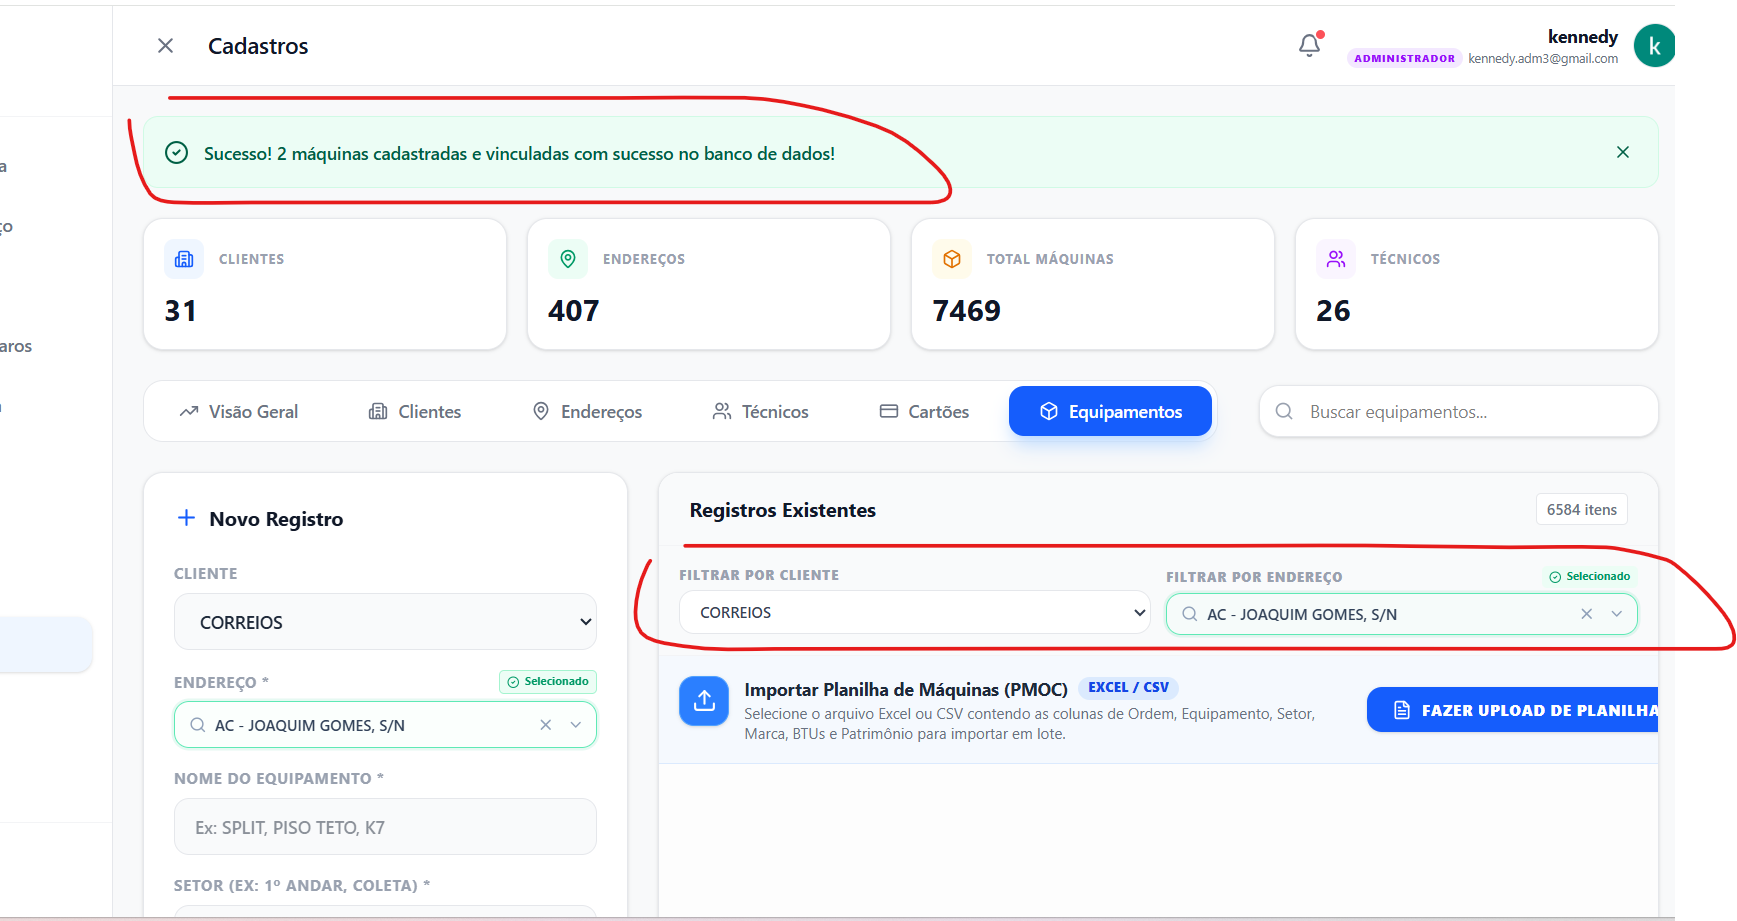 Cadastros
kennedy
ADMINISTRADOR kennedy.adm3@gmail.com
k
a
ço
aros
Sucesso! 2 máquinas cadastradas e vinculadas com sucesso no banco de dados!
CLIENTES
31
ENDEREÇOS
407
TOTAL MÁQUINAS
7469
TÉCNICOS
26
Visão Geral
Clientes
Endereços
Técnicos
Cartões
Equipamentos
Buscar equipamentos...
Novo Registro
CLIENTE
CORREIOS
ENDEREÇO *
Selecionado
AC - JOAQUIM GOMES, S/N
NOME DO EQUIPAMENTO *
Ex: SPLIT, PISO TETO, K7
SETOR (EX: 1º ANDAR, COLETA) *
Registros Existentes
6584 itens
FILTRAR POR CLIENTE
CORREIOS
FILTRAR POR ENDEREÇO
Selecionado
AC - JOAQUIM GOMES, S/N
Importar Planilha de Máquinas (PMOC) EXCEL / CSV
Selecione o arquivo Excel ou CSV contendo as colunas de Ordem, Equipamento, Setor,
Marca, BTUs e Patrimônio para importar em lote.
FAZER UPLOAD DE PLANILHA